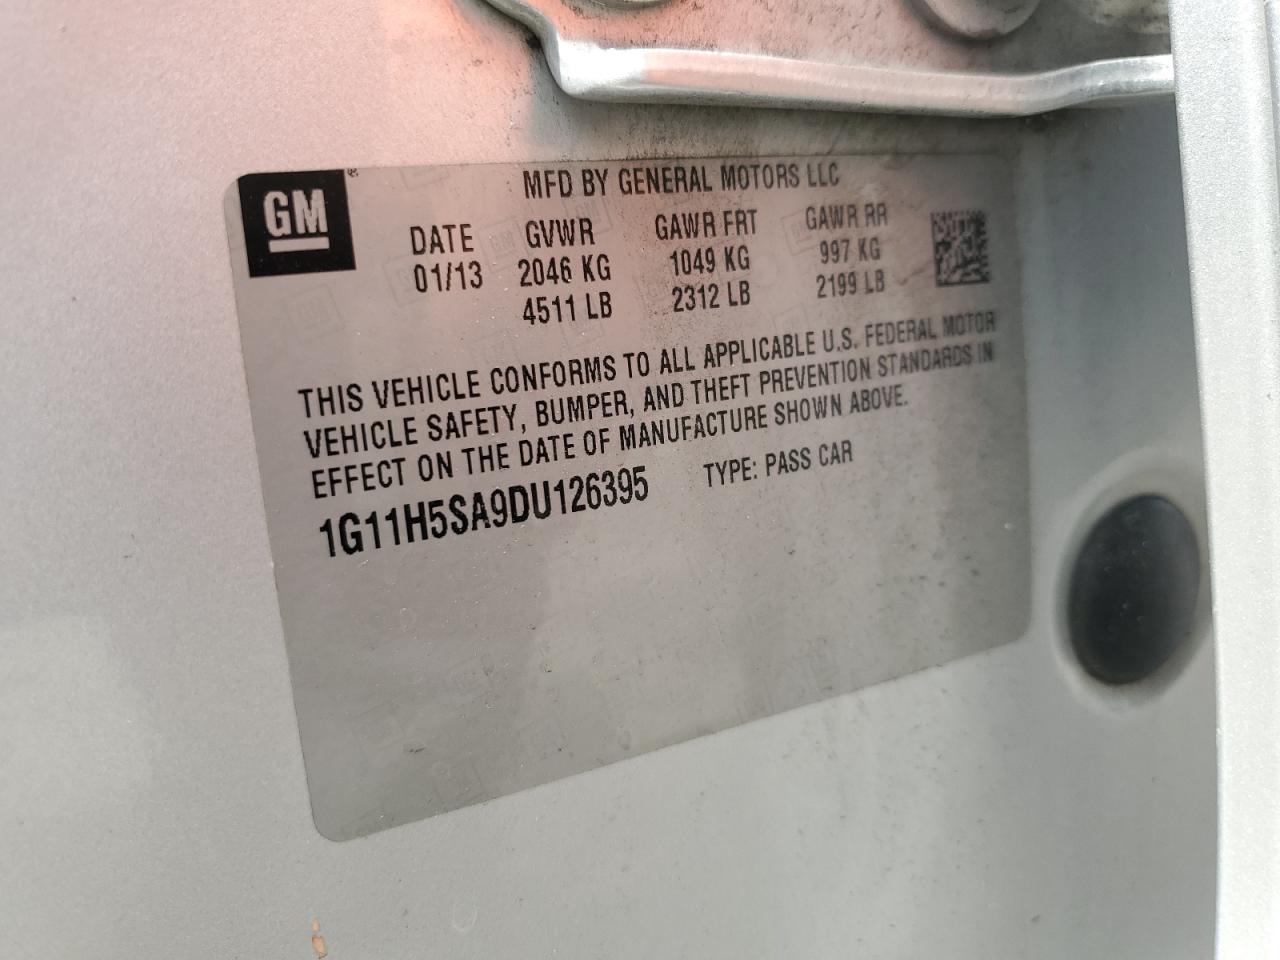 GM®
MFD BY GENERAL MOTORS LLC
DATE GVWR GAWR FRT GAWR RR
01/13 2046 KG 1049 KG 997 KG
4511 LB 2312 LB 2199 LB
THIS VEHICLE CONFORMS TO ALL APPLICABLE U.S. FEDERAL MOTOR
VEHICLE SAFETY, BUMPER, AND THEFT PREVENTION STANDARDS IN
EFFECT ON THE DATE OF MANUFACTURE SHOWN ABOVE.
1G11H5SA9DU126395 TYPE: PASS CAR